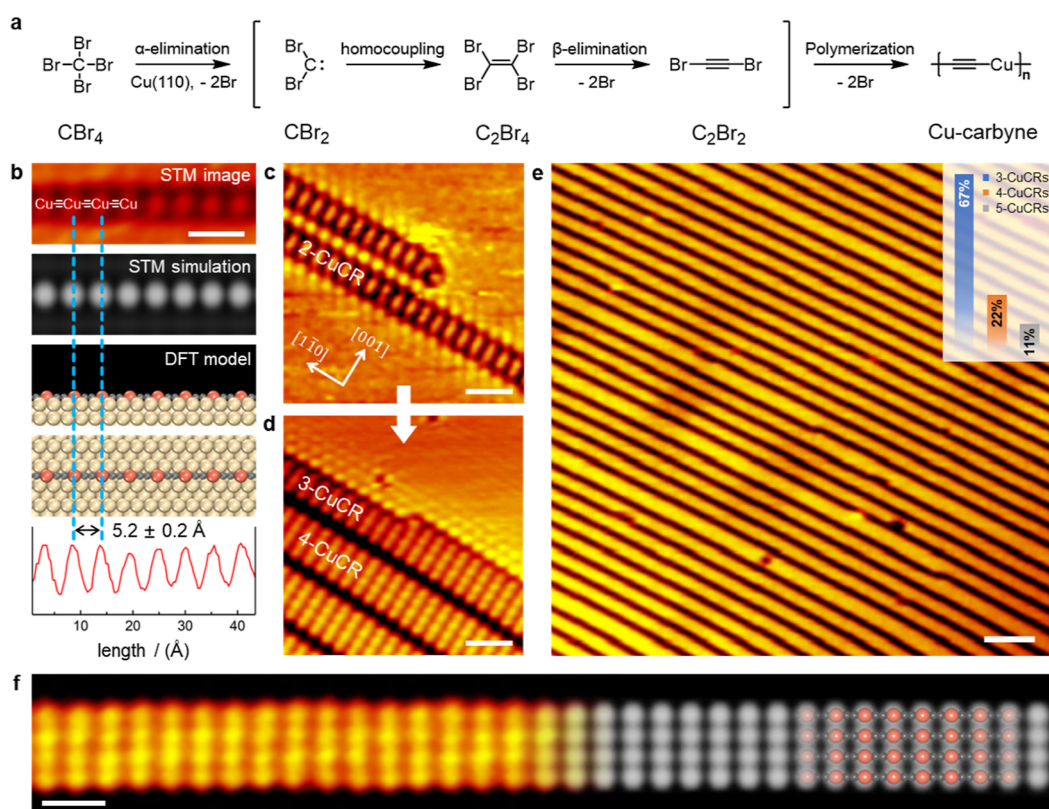 a
α-elimination
Cu(110), - 2Br
homocoupling
β-elimination
- 2Br
Polymerization
- 2Br
Br
Br C Br
Br
Br
C:
Br
Br Br
Br Br
Br Br
Cu n
CBr4
CBr2
C2Br4
C2Br2
Cu-carbyne
b
STM image
Cu≡Cu≡Cu≡Cu
STM simulation
DFT model
5.2 ± 0.2 Å
10 20 30 40
length / (Å)
c
2-CuCR
[11̄0]
[001]
d
3-CuCR
4-CuCR
e
67%
22%
11%
3-CuCRs
4-CuCRs
5-CuCRs
f